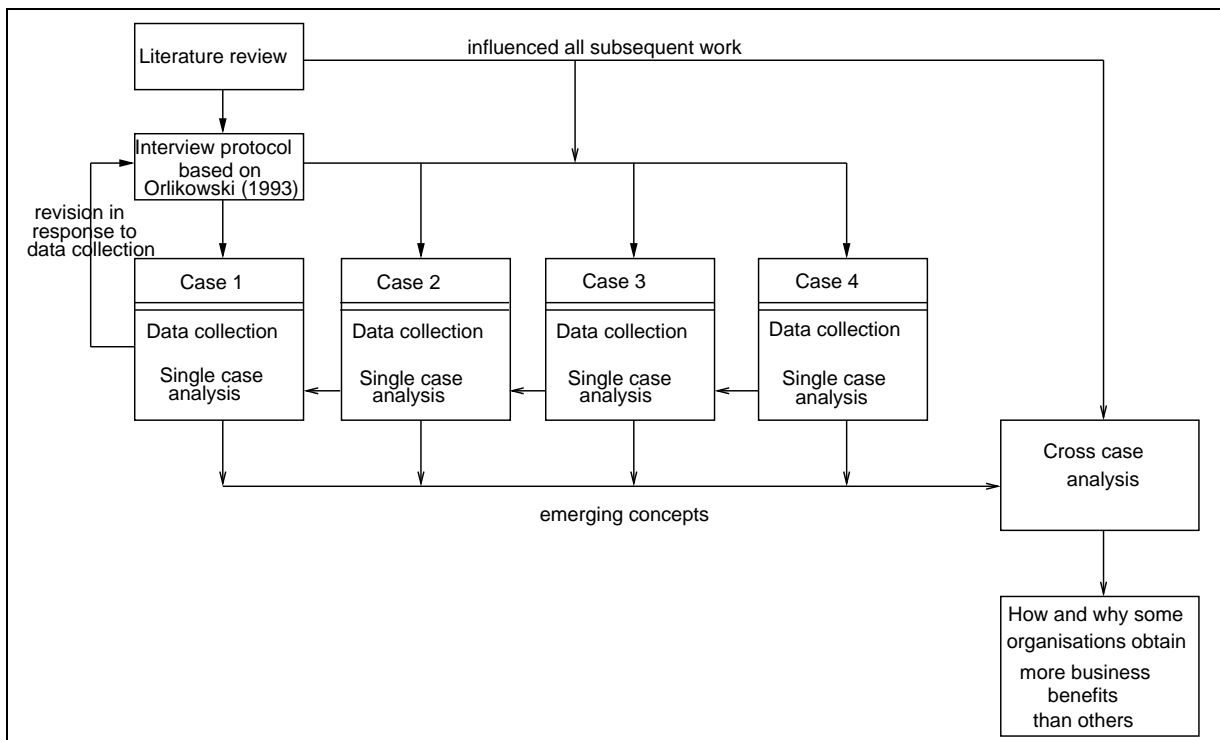 Literature review
influenced all subsequent work
Interview protocol
based on
Orlikowski (1993)
revision in
response to
data collection
Case 1
Data collection
Single case
analysis
Case 2
Data collection
Single case
analysis
Case 3
Data collection
Single case
analysis
Case 4
Data collection
Single case
analysis
emerging concepts
Cross case
analysis
How and why some
organisations obtain
more business
benefits
than others